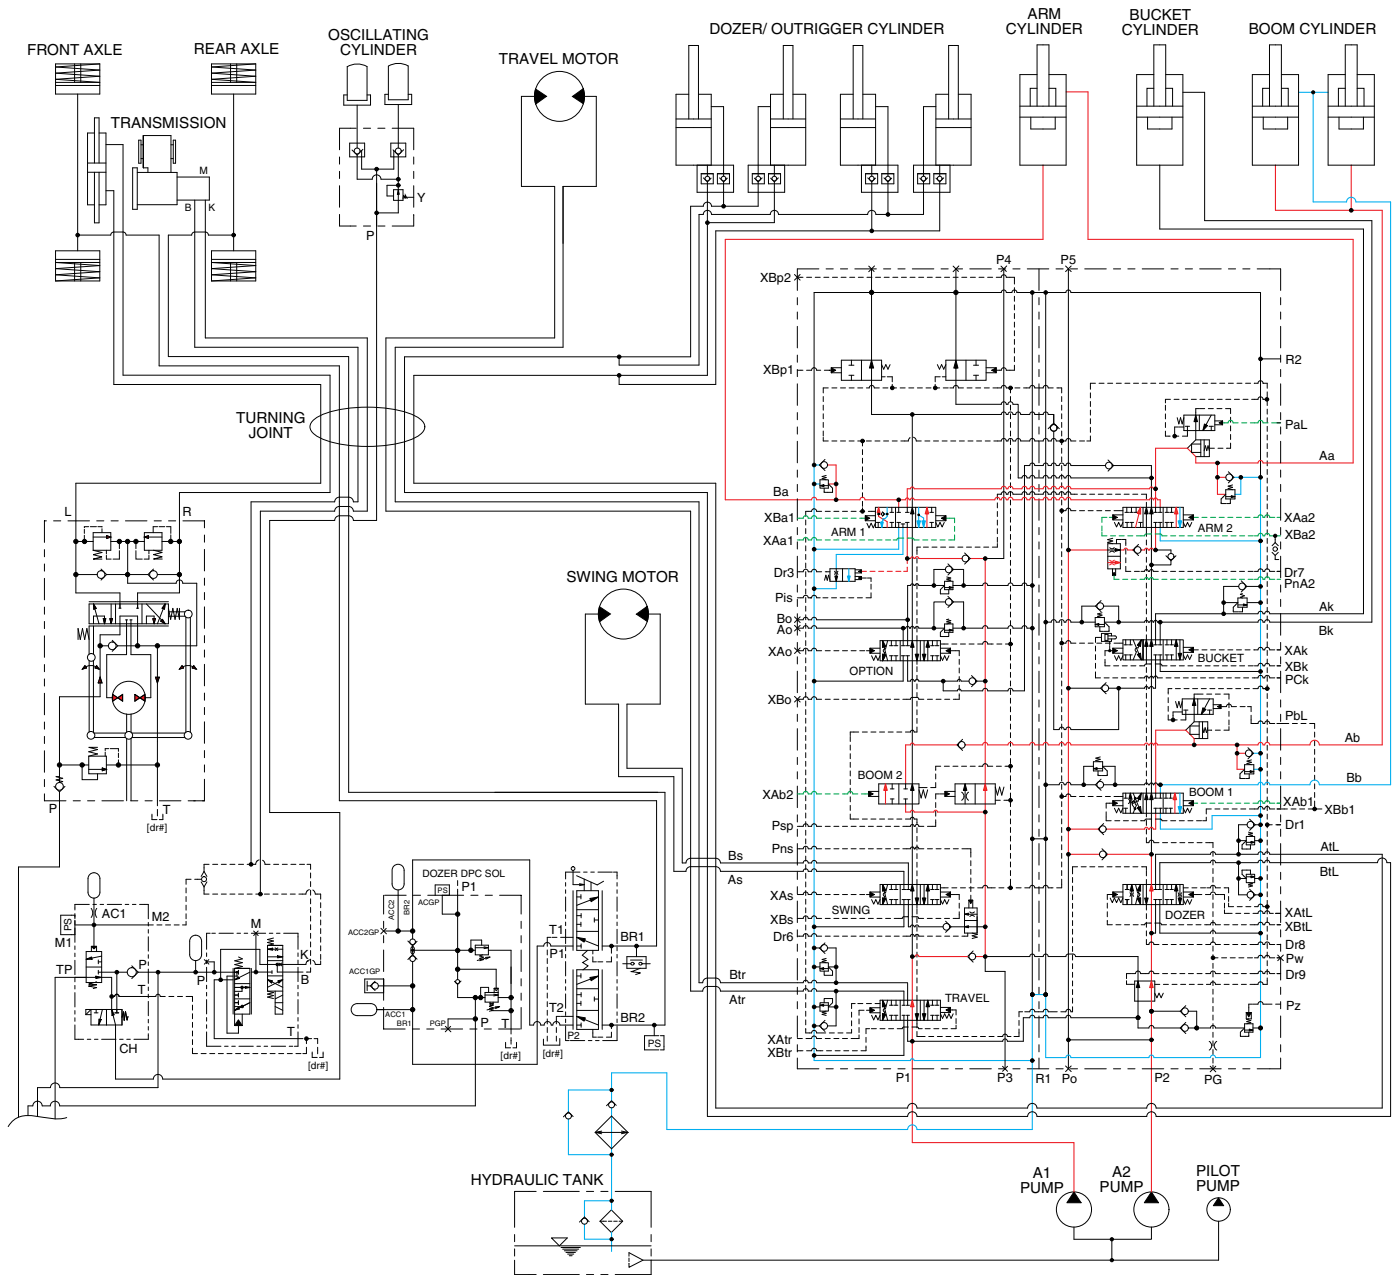 FRONT AXLE
REAR AXLE
OSCILLATING
CYLINDER
TRAVEL MOTOR
DOZER/ OUTRIGGER CYLINDER
ARM
CYLINDER
BUCKET
CYLINDER
BOOM CYLINDER
TRANSMISSION
M
B
K
Y
P
TURNING
JOINT
XBp2
P4
P5
XBp1
R2
PaL
Aa
Ba
XBa1
XAa1
ARM 1
ARM 2
XAa2
XBa2
Dr3
Pis
Dr7
PnA2
Bo
Ao
XAo
OPTION
XBo
Ak
Bk
BUCKET
XAk
XBk
PCk
PbL
Ab
Bb
BOOM 2
BOOM 1
XAb2
XAb1
XBb1
Psp
Pns
Dr1
AtL
BtL
Bs
As
XAs
SWING
XBs
Dr6
DOZER
XAtL
XBtL
Dr8
Pw
Dr9
Btr
Atr
TRAVEL
Pz
XAtr
XBtr
P1
P3
R1
Po
P2
PG
L
R
SWING MOTOR
P
T
[dr#]
AC1
PS
M1
M2
TP
P
T
CH
M
P
K
B
T
[dr#]
DOZER DPC SOL
ACC2
BR2
PS
P1
ACGP
ACC2GP
ACC1GP
ACC1
BR1
PGP
P
T
[dr#]
T1
P1
BR1
T2
BR2
P2
[dr#]
PS
HYDRAULIC TANK
A1
PUMP
A2
PUMP
PILOT
PUMP